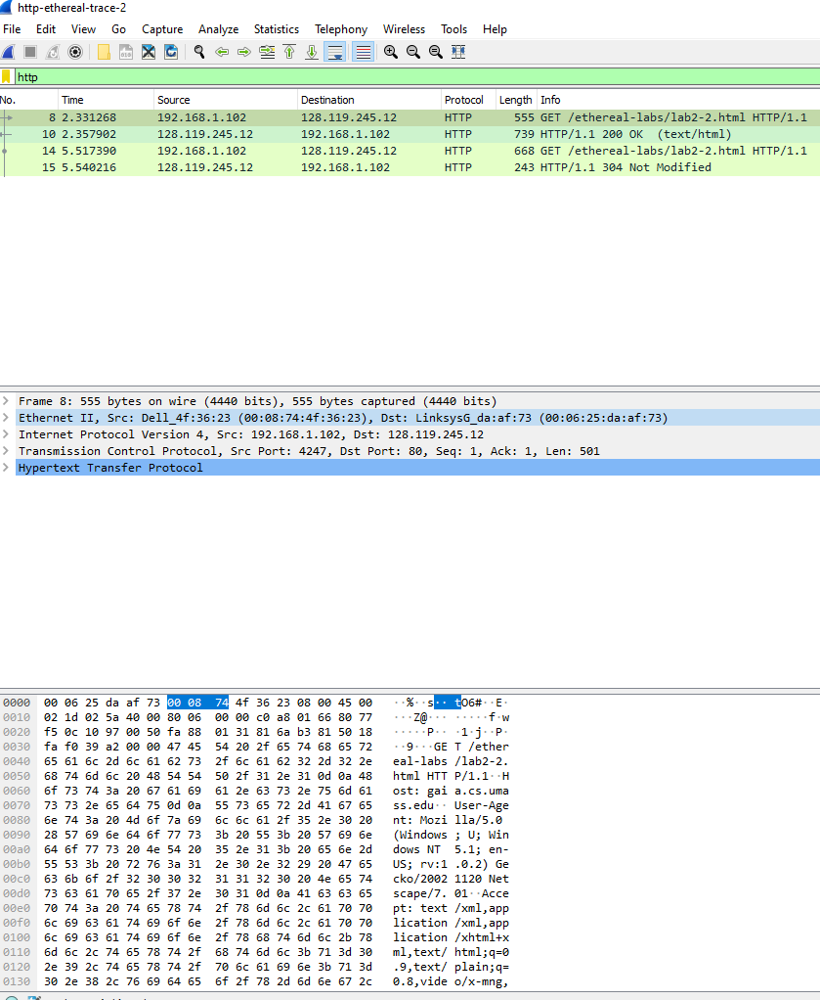 http-ethereal-trace-2
File Edit View Go Capture Analyze Statistics Telephony Wireless Tools Help
http
No. Time Source Destination Protocol Length Info
8 2.331268 192.168.1.102 128.119.245.12 HTTP 555 GET /ethereal-labs/lab2-2.html HTTP/1.1
10 2.357902 128.119.245.12 192.168.1.102 HTTP 739 HTTP/1.1 200 OK (text/html)
14 5.517390 192.168.1.102 128.119.245.12 HTTP 668 GET /ethereal-labs/lab2-2.html HTTP/1.1
15 5.540216 128.119.245.12 192.168.1.102 HTTP 243 HTTP/1.1 304 Not Modified
Frame 8: 555 bytes on wire (4440 bits), 555 bytes captured (4440 bits)
Ethernet II, Src: Dell_4f:36:23 (00:08:74:4f:36:23), Dst: LinksysG_da:af:73 (00:06:25:da:af:73)
Internet Protocol Version 4, Src: 192.168.1.102, Dst: 128.119.245.12
Transmission Control Protocol, Src Port: 4247, Dst Port: 80, Seq: 1, Ack: 1, Len: 501
Hypertext Transfer Protocol
0000 00 06 25 da af 73 00 08 74 4f 36 23 08 00 45 00 ··%··s·· tO6#··E·
0010 02 1d 02 5a 40 00 80 06 00 00 c0 a8 01 66 80 77 ···Z@··· ·····f·w
0020 f5 0c 10 97 00 50 fa 88 01 31 81 6a b3 81 50 18 ·····P·· ·1·j··P·
0030 fa f0 39 a2 00 00 47 45 54 20 2f 65 74 68 65 72 ··9···GE T /ether
0040 65 61 6c 2d 6c 61 62 73 2f 6c 61 62 32 2d 32 2e eal-labs /lab2-2.
0050 68 74 6d 6c 20 48 54 54 50 2f 31 2e 31 0d 0a 48 html HTT P/1.1··H
0060 6f 73 74 3a 20 67 61 69 61 2e 63 73 2e 75 6d 61 ost: gai a.cs.uma
0070 73 73 2e 65 64 75 0d 0a 55 73 65 72 2d 41 67 65 ss.edu·· User-Age
0080 6e 74 3a 20 4d 6f 7a 69 6c 6c 61 2f 35 2e 30 20 nt: Mozi lla/5.0
0090 28 57 69 6e 64 6f 77 73 3b 20 55 3b 20 57 69 6e (Windows ; U; Win
00a0 64 6f 77 73 20 4e 54 20 35 2e 31 3b 20 65 6e 2d dows NT 5.1; en-
00b0 55 53 3b 20 72 76 3a 31 2e 30 2e 32 29 20 47 65 US; rv:1 .0.2) Ge
00c0 63 6b 6f 2f 32 30 30 32 31 31 32 30 20 4e 65 74 cko/2002 1120 Net
00d0 73 63 61 70 65 2f 37 2e 30 31 0d 0a 41 63 63 65 scape/7. 01··Acce
00e0 70 74 3a 20 74 65 78 74 2f 78 6d 6c 2c 61 70 70 pt: text /xml,app
00f0 6c 69 63 61 74 69 6f 6e 2f 78 6d 6c 2c 61 70 70 lication /xml,app
0100 6c 69 63 61 74 69 6f 6e 2f 78 68 74 6d 6c 2b 78 lication /xhtml+x
0110 6d 6c 2c 74 65 78 74 2f 68 74 6d 6c 3b 71 3d 30 ml,text/ html;q=0
0120 2e 39 2c 74 65 78 74 2f 70 6c 61 69 6e 3b 71 3d .9,text/ plain;q=
0130 30 2e 38 2c 76 69 64 65 6f 2f 78 2d 6d 6e 67 2c 0.8,vide o/x-mng,